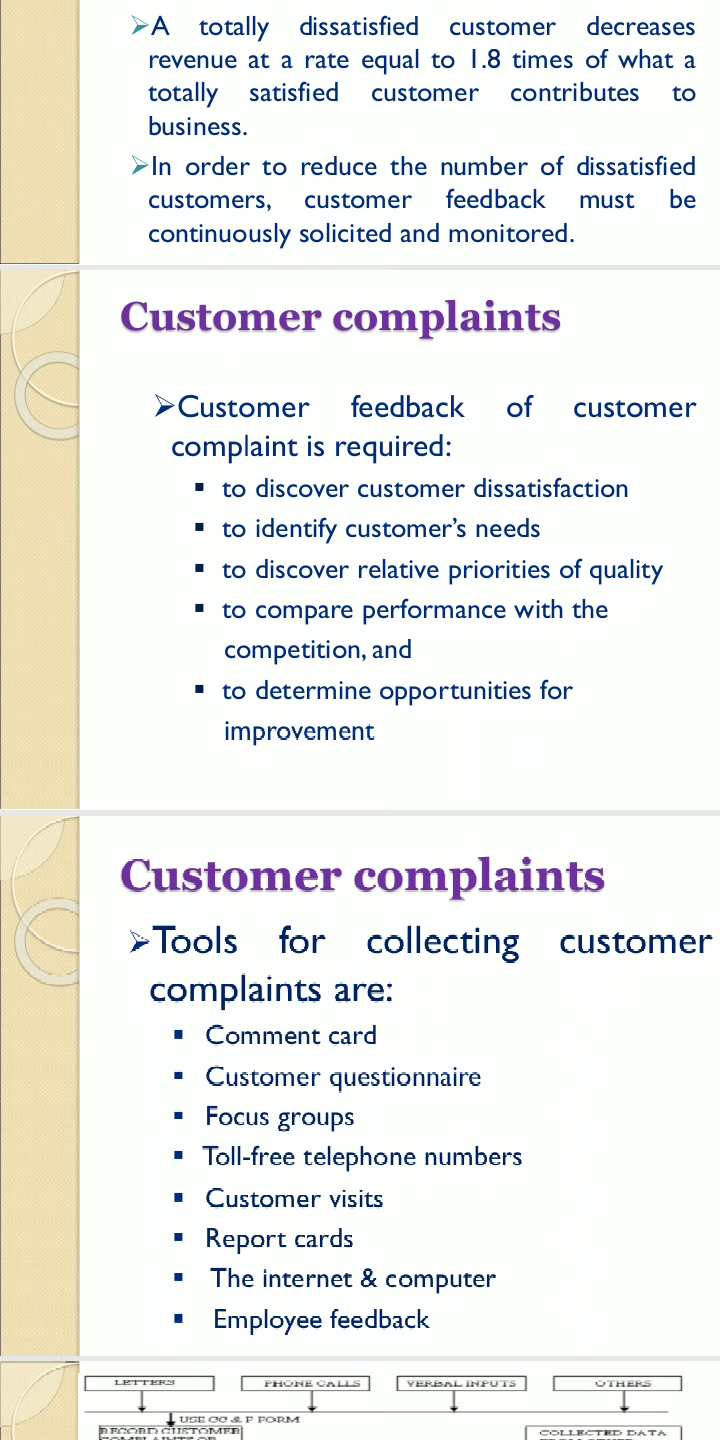 ➢A totally dissatisfied customer decreases
revenue at a rate equal to 1.8 times of what a
totally satisfied customer contributes to
business.
➢In order to reduce the number of dissatisfied
customers, customer feedback must be
continuously solicited and monitored.
Customer complaints
➢Customer feedback of customer
complaint is required:
▪ to discover customer dissatisfaction
▪ to identify customer’s needs
▪ to discover relative priorities of quality
▪ to compare performance with the
competition, and
▪ to determine opportunities for
improvement
Customer complaints
➢Tools for collecting customer
complaints are:
▪ Comment card
▪ Customer questionnaire
▪ Focus groups
▪ Toll-free telephone numbers
▪ Customer visits
▪ Report cards
▪ The internet & computer
▪ Employee feedback
LETTERS PHONE CALLS VERBAL INPUTS OTHERS
USE CC & F FORM
RECORD CUSTOMER COLLECTED DATA